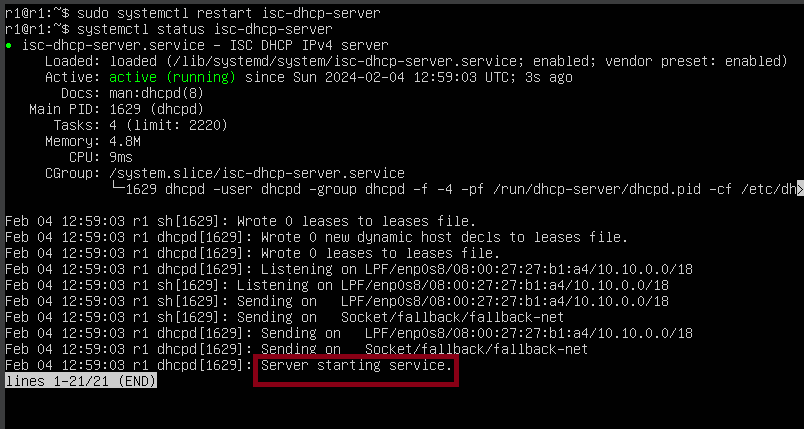 r1@r1:~$ sudo systemctl restart isc-dhcp-server
r1@r1:~$ systemctl status isc-dhcp-server
● isc-dhcp-server.service - ISC DHCP IPv4 server
     Loaded: loaded (/lib/systemd/system/isc-dhcp-server.service; enabled; vendor preset: enabled)
     Active: active (running) since Sun 2024-02-04 12:59:03 UTC; 3s ago
       Docs: man:dhcpd(8)
   Main PID: 1629 (dhcpd)
      Tasks: 4 (limit: 2220)
     Memory: 4.8M
        CPU: 9ms
     CGroup: /system.slice/isc-dhcp-server.service
             └─1629 dhcpd -user dhcpd -group dhcpd -f -4 -pf /run/dhcp-server/dhcpd.pid -cf /etc/dh>
Feb 04 12:59:03 r1 sh[1629]: Wrote 0 leases to leases file.
Feb 04 12:59:03 r1 dhcpd[1629]: Wrote 0 new dynamic host decls to leases file.
Feb 04 12:59:03 r1 dhcpd[1629]: Wrote 0 leases to leases file.
Feb 04 12:59:03 r1 dhcpd[1629]: Listening on LPF/enp0s8/08:00:27:27:b1:a4/10.10.0.0/18
Feb 04 12:59:03 r1 sh[1629]: Listening on LPF/enp0s8/08:00:27:27:b1:a4/10.10.0.0/18
Feb 04 12:59:03 r1 sh[1629]: Sending on   LPF/enp0s8/08:00:27:27:b1:a4/10.10.0.0/18
Feb 04 12:59:03 r1 sh[1629]: Sending on   Socket/fallback/fallback-net
Feb 04 12:59:03 r1 dhcpd[1629]: Sending on   LPF/enp0s8/08:00:27:27:b1:a4/10.10.0.0/18
Feb 04 12:59:03 r1 dhcpd[1629]: Sending on   Socket/fallback/fallback-net
Feb 04 12:59:03 r1 dhcpd[1629]: Server starting service.
lines 1-21/21 (END)